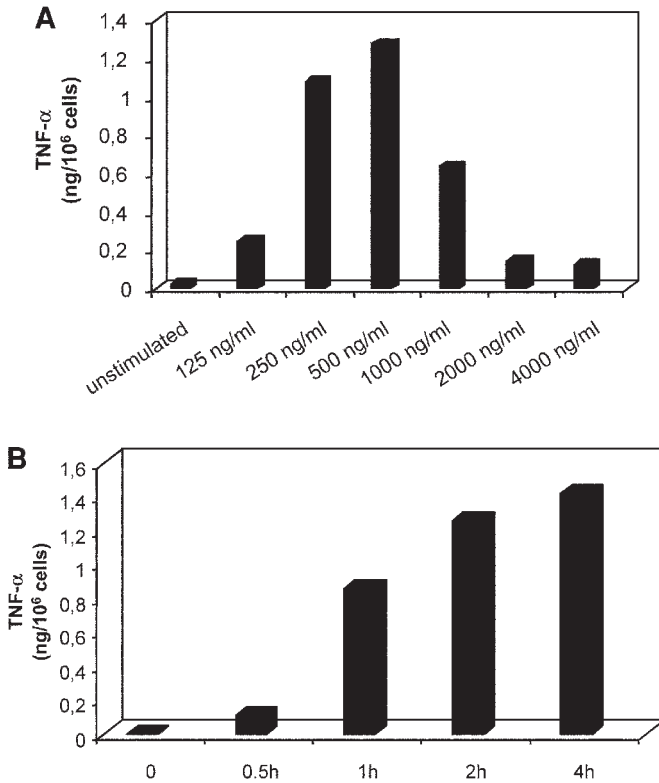 A
TNF-α
(ng/10⁶ cells)
1,4
1,2
1
0,8
0,6
0,4
0,2
0
unstimulated
125 ng/ml
250 ng/ml
500 ng/ml
1000 ng/ml
2000 ng/ml
4000 ng/ml
B
TNF-α
(ng/10⁶ cells)
1,6
1,4
1,2
1
0,8
0,6
0,4
0,2
0
0 0.5h 1h 2h 4h